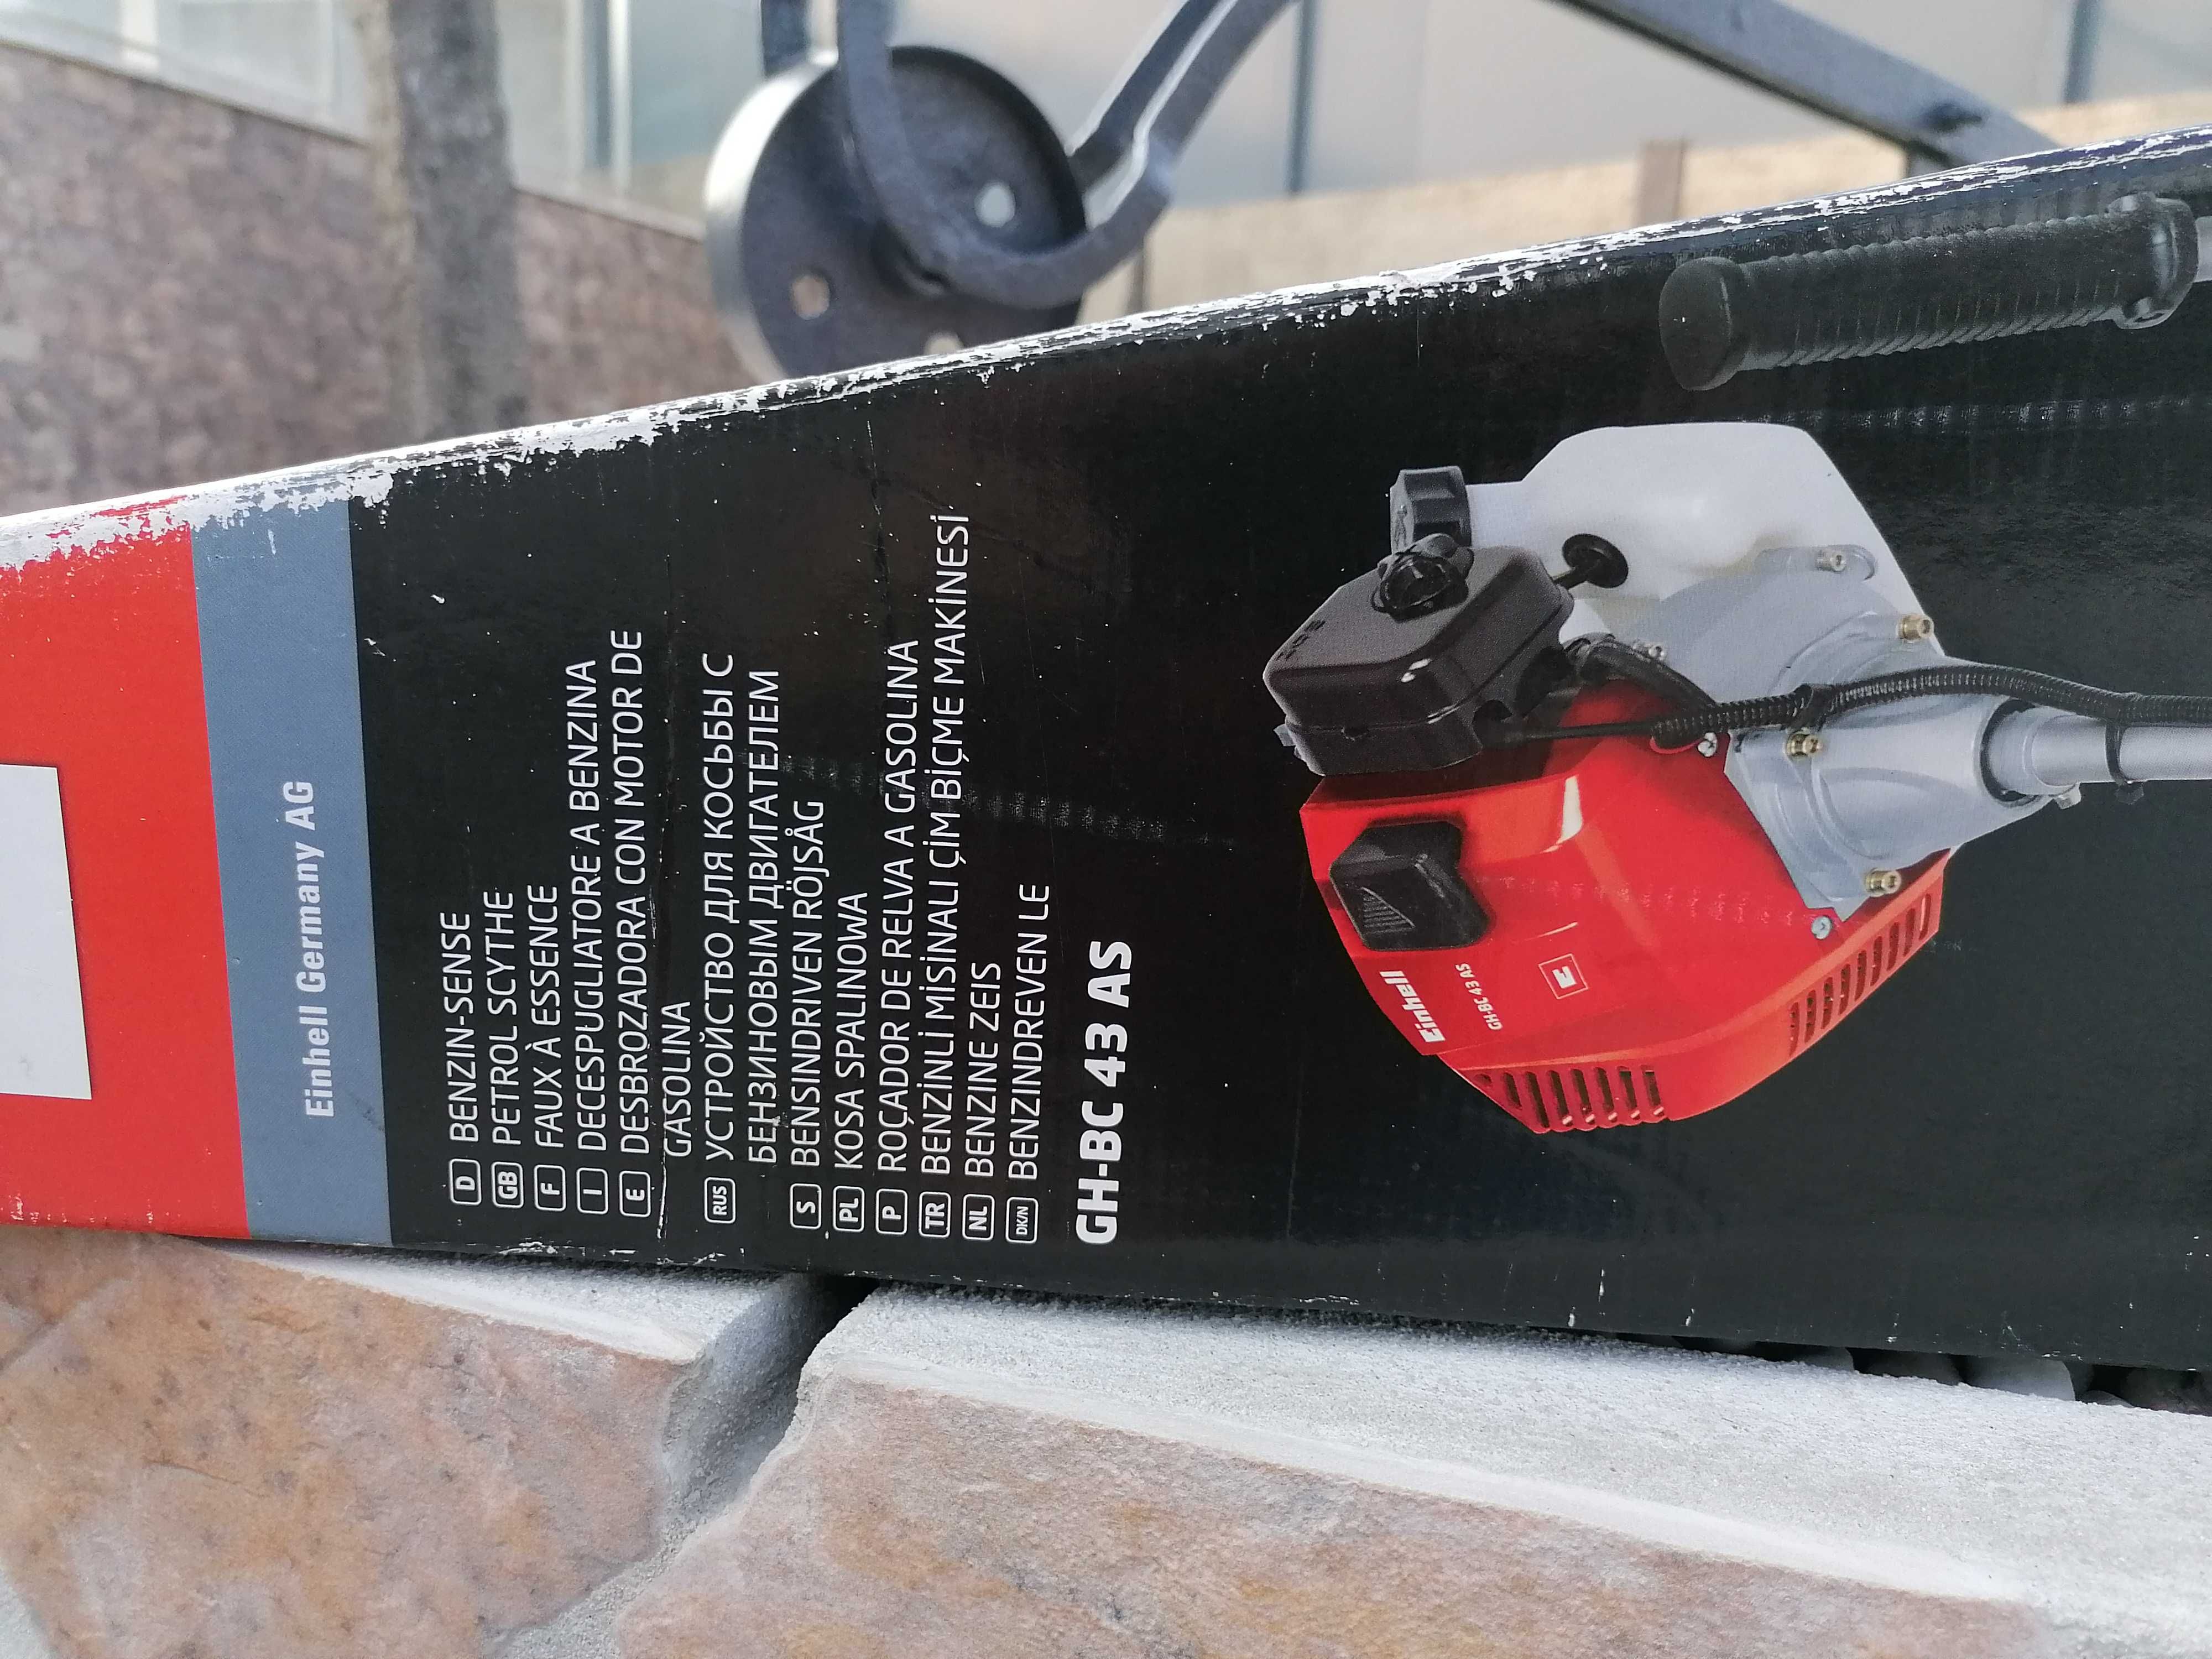 Einhell Germany AG
D BENZIN-SENSE
GB PETROL SCYTHE
F FAUX À ESSENCE
I DECESPUGLIATORE A BENZINA
E DESBROZADORA CON MOTOR DE
GASOLINA
RUS УСТРОЙСТВО ДЛЯ КОСЬБЫ С
БЕНЗИНОВЫМ ДВИГАТЕЛЕМ
S BENSINDRIVEN RÖJSÅG
PL KOSA SPALINOWA
P ROÇADOR DE RELVA A GASOLINA
TR BENZİNLİ MİSİNALI ÇİM BİÇME MAKİNESİ
NL BENZINE ZEIS
DK/N BENZINDREVEN LE
GH-BC 43 AS
Einhell
GH-BC 43 AS
E